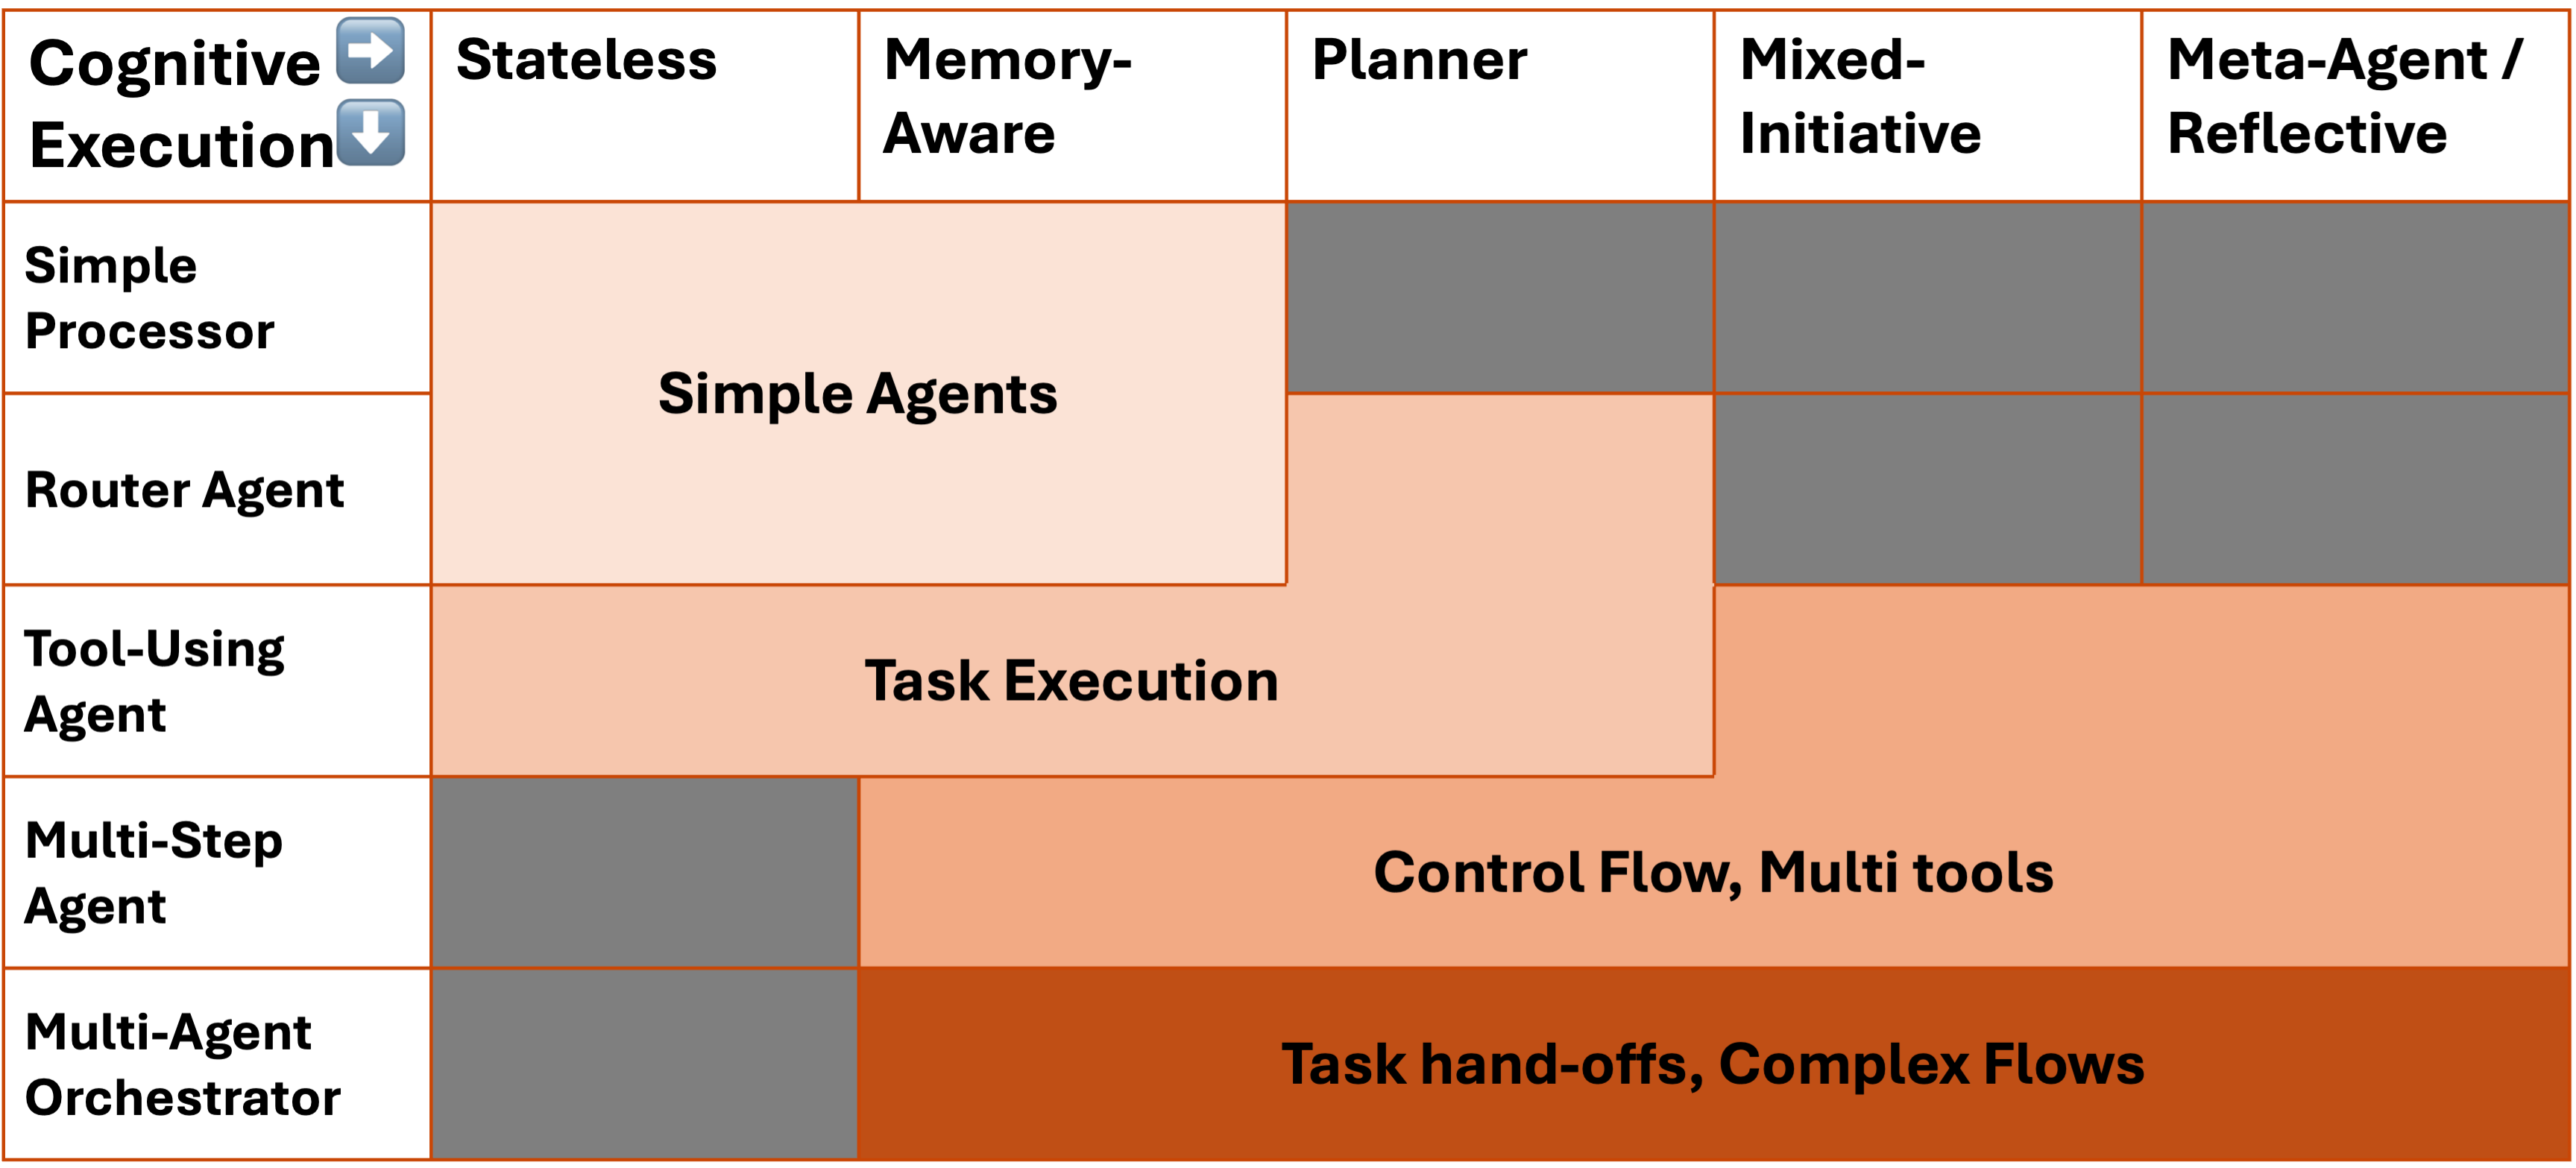 Cognitive ➡️
Execution ⬇️
Stateless
Memory-
Aware
Planner
Mixed-
Initiative
Meta-Agent /
Reflective
Simple
Processor
Simple Agents
Router Agent
Tool-Using
Agent
Task Execution
Multi-Step
Agent
Control Flow, Multi tools
Multi-Agent
Orchestrator
Task hand-offs, Complex Flows